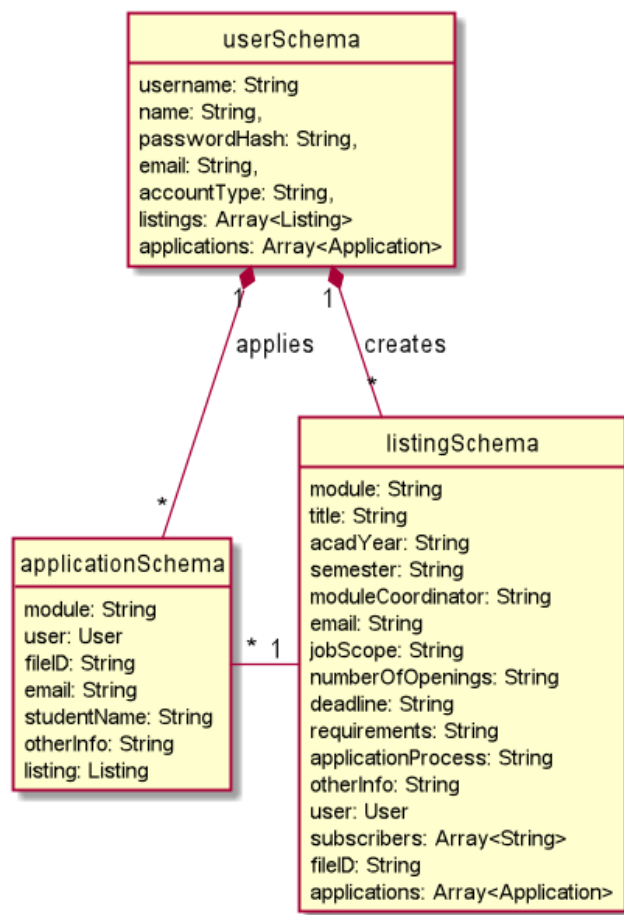 userSchema
username: String
name: String,
passwordHash: String,
email: String,
accountType: String,
listings: Array<Listing>
applications: Array<Application>
1
1
applies
creates
*
*
listingSchema
module: String
title: String
acadYear: String
semester: String
moduleCoordinator: String
email: String
jobScope: String
numberOfOpenings: String
deadline: String
requirements: String
applicationProcess: String
otherInfo: String
user: User
subscribers: Array<String>
fileID: String
applications: Array<Application>
applicationSchema
module: String
user: User
fileID: String
email: String
studentName: String
otherInfo: String
listing: Listing
* 1